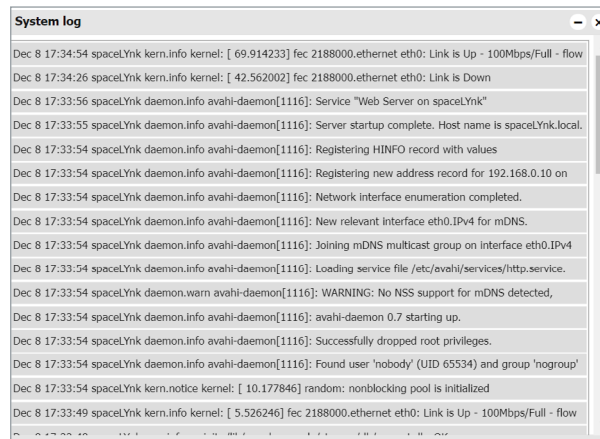 System log
Dec 8 17:34:54 spaceLYnk kern.info kernel: [ 69.914233] fec 2188000.ethernet eth0: Link is Up - 100Mbps/Full - flow
Dec 8 17:34:26 spaceLYnk kern.info kernel: [ 42.562002] fec 2188000.ethernet eth0: Link is Down
Dec 8 17:33:56 spaceLYnk daemon.info avahi-daemon[1116]: Service "Web Server on spaceLYnk"
Dec 8 17:33:55 spaceLYnk daemon.info avahi-daemon[1116]: Server startup complete. Host name is spaceLYnk.local.
Dec 8 17:33:54 spaceLYnk daemon.info avahi-daemon[1116]: Registering HINFO record with values
Dec 8 17:33:54 spaceLYnk daemon.info avahi-daemon[1116]: Registering new address record for 192.168.0.10 on
Dec 8 17:33:54 spaceLYnk daemon.info avahi-daemon[1116]: Network interface enumeration completed.
Dec 8 17:33:54 spaceLYnk daemon.info avahi-daemon[1116]: New relevant interface eth0.IPv4 for mDNS.
Dec 8 17:33:54 spaceLYnk daemon.info avahi-daemon[1116]: Joining mDNS multicast group on interface eth0.IPv4
Dec 8 17:33:54 spaceLYnk daemon.info avahi-daemon[1116]: Loading service file /etc/avahi/services/http.service.
Dec 8 17:33:54 spaceLYnk daemon.warn avahi-daemon[1116]: WARNING: No NSS support for mDNS detected,
Dec 8 17:33:54 spaceLYnk daemon.info avahi-daemon[1116]: avahi-daemon 0.7 starting up.
Dec 8 17:33:54 spaceLYnk daemon.info avahi-daemon[1116]: Successfully dropped root privileges.
Dec 8 17:33:54 spaceLYnk daemon.info avahi-daemon[1116]: Found user 'nobody' (UID 65534) and group 'nogroup'
Dec 8 17:33:54 spaceLYnk kern.notice kernel: [ 10.177846] random: nonblocking pool is initialized
Dec 8 17:33:49 spaceLYnk kern.info kernel: [ 5.526246] fec 2188000.ethernet eth0: Link is Up - 100Mbps/Full - flow